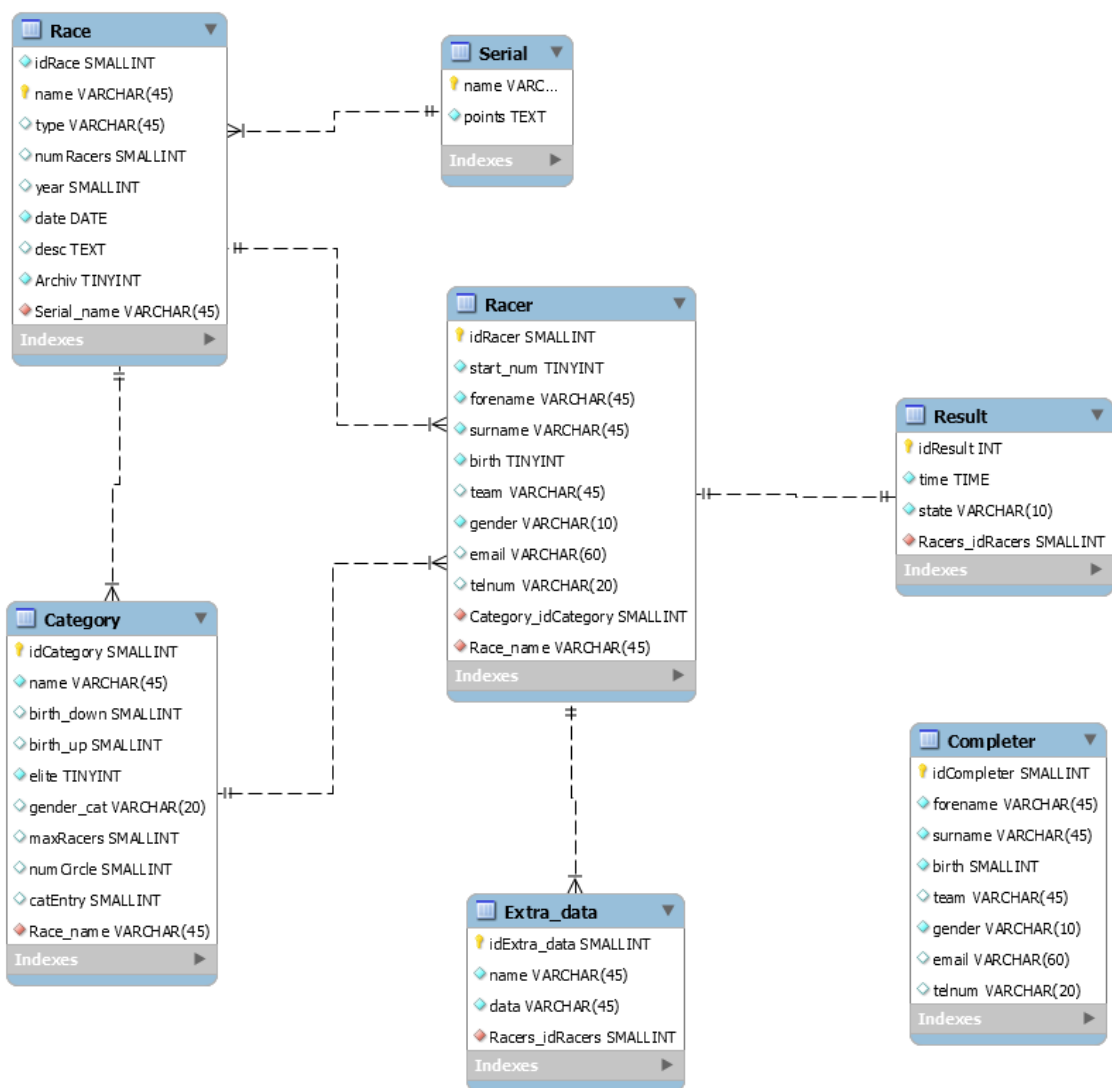 Race
idRace SMALLINT
name VARCHAR(45)
type VARCHAR(45)
numRacers SMALLINT
year SMALLINT
date DATE
desc TEXT
Archiv TINYINT
Serial_name VARCHAR(45)
Indexes
Serial
name VARC...
points TEXT
Indexes
Racer
idRacer SMALLINT
start_num TINYINT
forename VARCHAR(45)
surname VARCHAR(45)
birth TINYINT
team VARCHAR(45)
gender VARCHAR(10)
email VARCHAR(60)
telnum VARCHAR(20)
Category_idCategory SMALLINT
Race_name VARCHAR(45)
Indexes
Result
idResult INT
time TIME
state VARCHAR(10)
Racers_idRacers SMALLINT
Indexes
Category
idCategory SMALLINT
name VARCHAR(45)
birth_down SMALLINT
birth_up SMALLINT
elite TINYINT
gender_cat VARCHAR(20)
maxRacers SMALLINT
numCircle SMALLINT
catEntry SMALLINT
Race_name VARCHAR(45)
Indexes
Extra_data
idExtra_data SMALLINT
name VARCHAR(45)
data VARCHAR(45)
Racers_idRacers SMALLINT
Indexes
Completer
idCompleter SMALLINT
forename VARCHAR(45)
surname VARCHAR(45)
birth SMALLINT
team VARCHAR(45)
gender VARCHAR(10)
email VARCHAR(60)
telnum VARCHAR(20)
Indexes